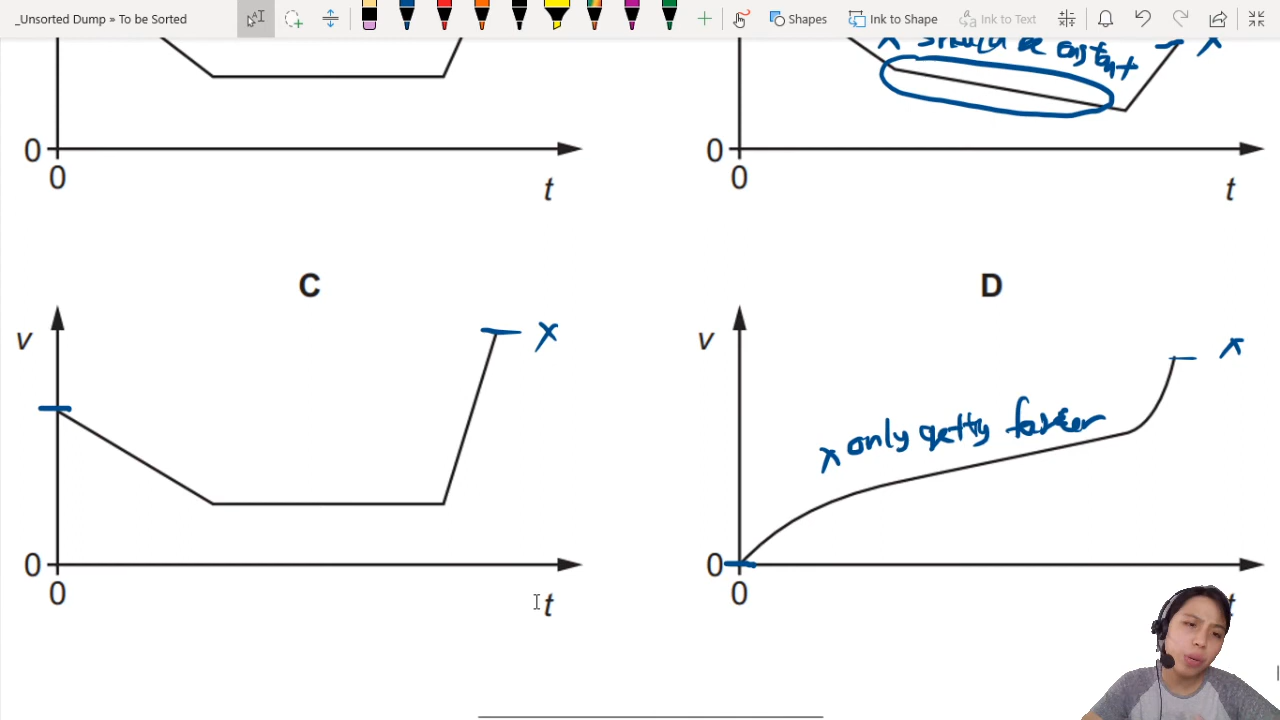 _Unsorted Dump » To be Sorted
Shapes
Ink to Shape
Ink to Text
x should be constant x
0 0
0 0
t t
C D
v v
x x
x only getting faster
0 0
0 0
t t